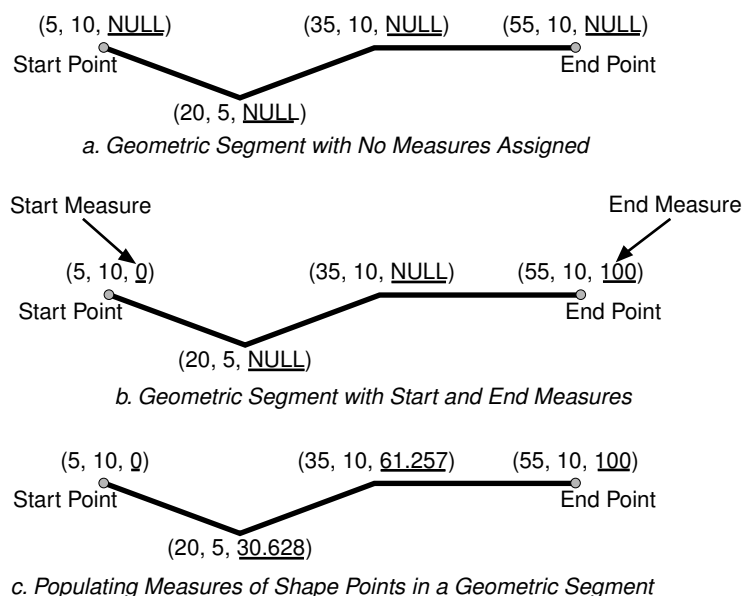 (5, 10, NULL) (35, 10, NULL) (55, 10, NULL)
Start Point End Point
(20, 5, NULL)
a. Geometric Segment with No Measures Assigned
Start Measure End Measure
(5, 10, 0) (35, 10, NULL) (55, 10, 100)
Start Point End Point
(20, 5, NULL)
b. Geometric Segment with Start and End Measures
(5, 10, 0) (35, 10, 61.257) (55, 10, 100)
Start Point End Point
(20, 5, 30.628)
c. Populating Measures of Shape Points in a Geometric Segment